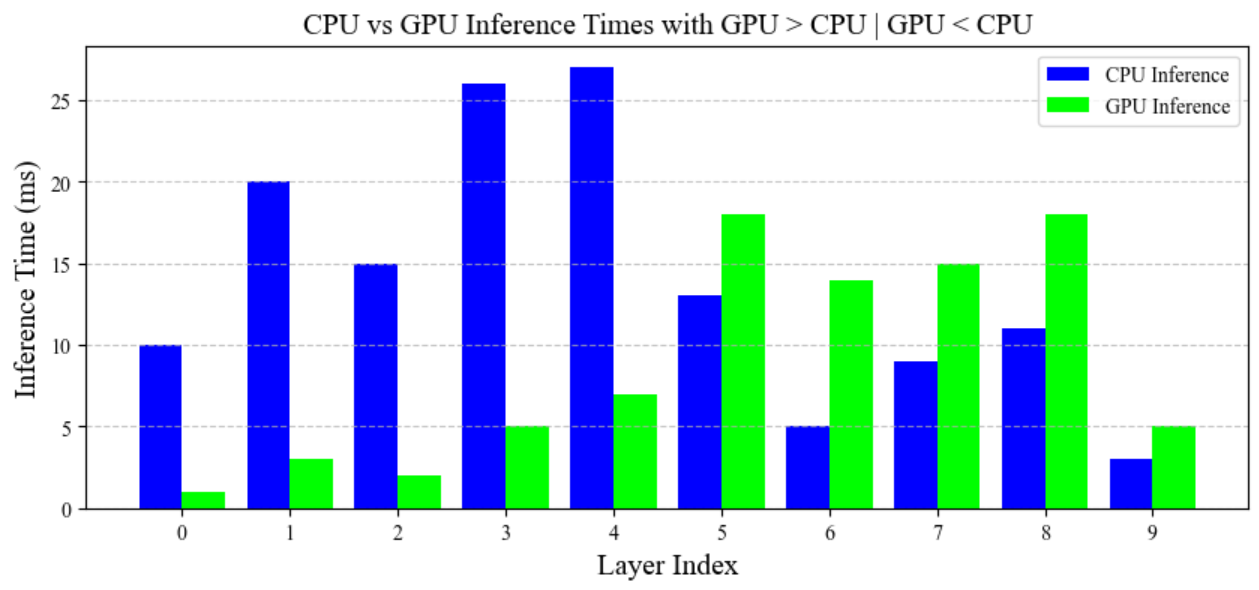 CPU vs GPU Inference Times with GPU > CPU | GPU < CPU
CPU Inference
GPU Inference
Inference Time (ms)
25
20
15
10
5
0
0 1 2 3 4 5 6 7 8 9
Layer Index